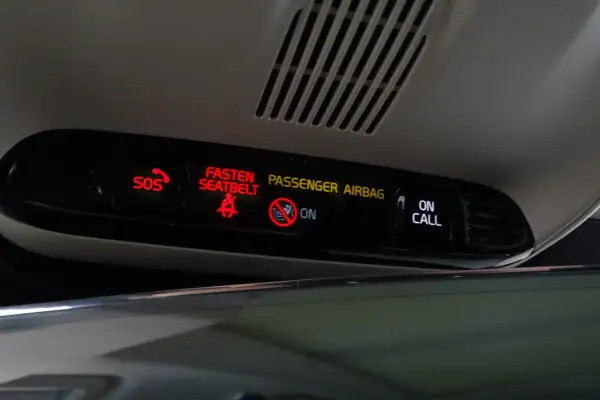 SOS
FASTEN
SEATBELT
PASSENGER AIRBAG
ON
ON
CALL